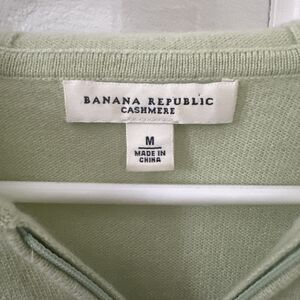 BANANA REPUBLIC
CASHMERE
M
MADE IN
CHINA